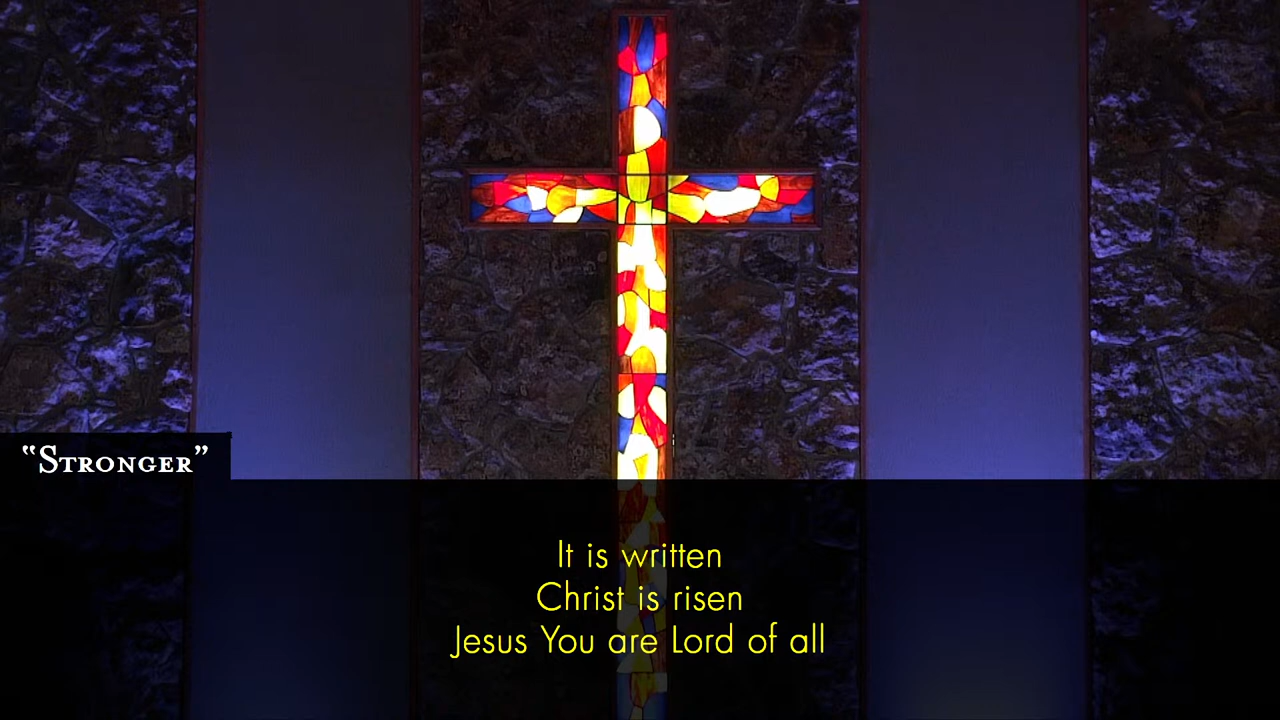 “Stronger”
It is written
Christ is risen
Jesus You are Lord of all